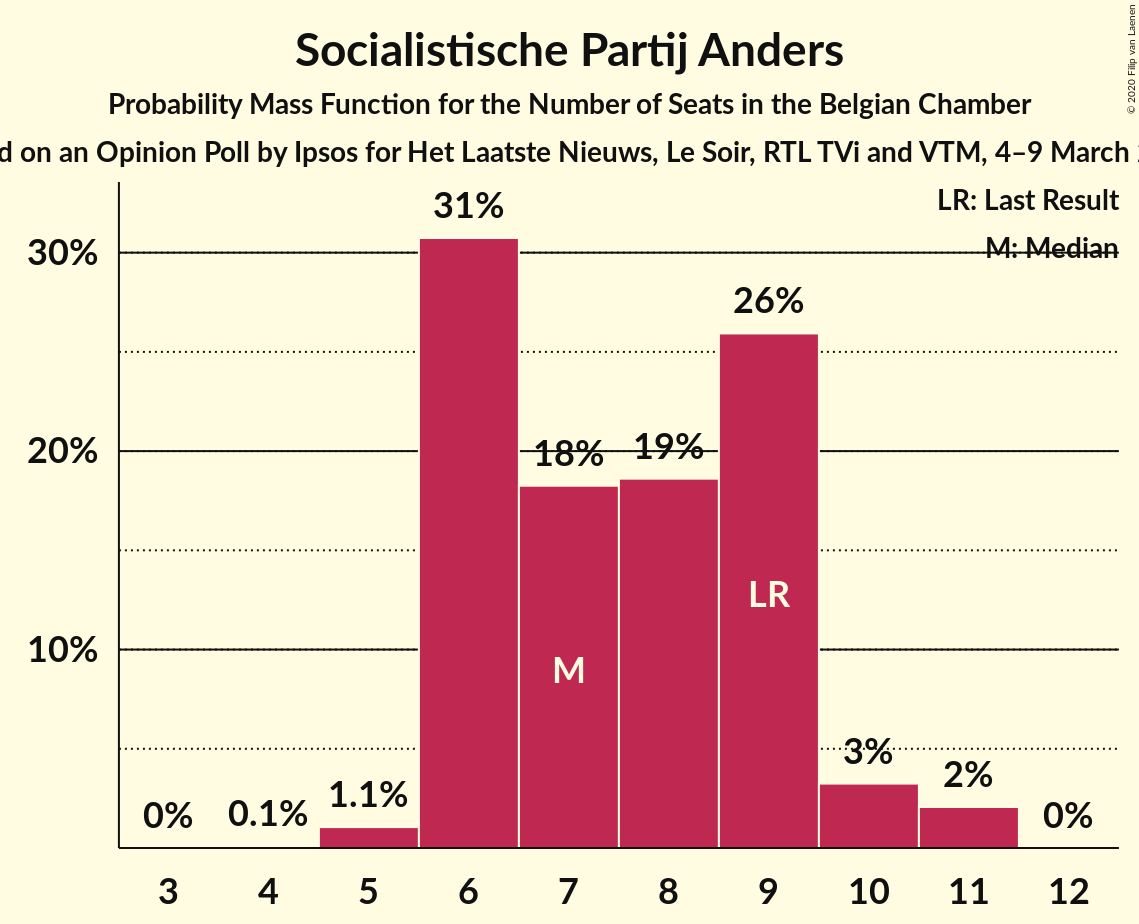 Socialistische Partij Anders
Probability Mass Function for the Number of Seats in the Belgian Chamber
on an Opinion Poll by Ipsos for Het Laatste Nieuws, Le Soir, RTL TVi and VTM, 4–9 March
© 2020 Filip van Laenen
LR: Last Result
M: Median
30%
20%
10%
0%
0.1%
1.1%
31%
18%
19%
26%
3%
2%
0%
M
LR
3 4 5 6 7 8 9 10 11 12